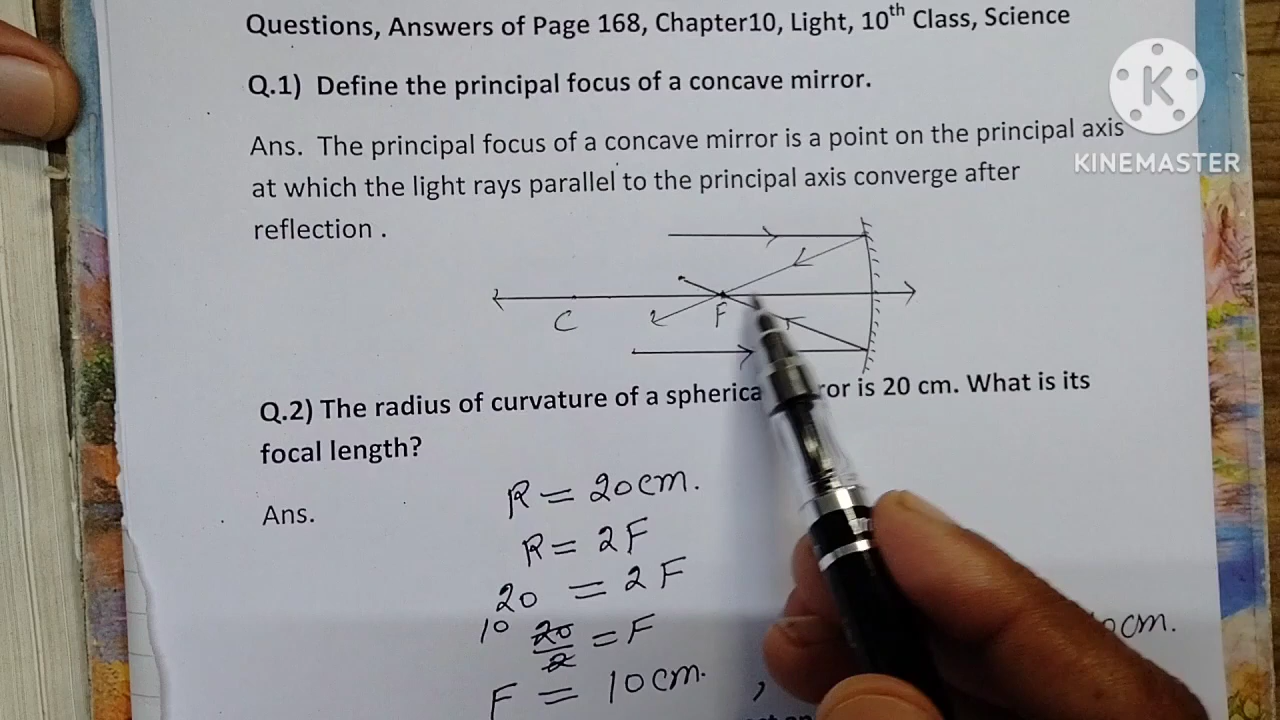 Questions, Answers of Page 168, Chapter10, Light, 10th Class, Science
Q.1) Define the principal focus of a concave mirror.
K
KINEMASTER
Ans. The principal focus of a concave mirror is a point on the principal axis
at which the light rays parallel to the principal axis converge after
reflection .
C
F
Q.2) The radius of curvature of a is 20 cm. What is its
focal length?
Ans.
R = 20cm.
R = 2F
20 = 2F
10 20/2 = F
F = 10cm. ,
cm.